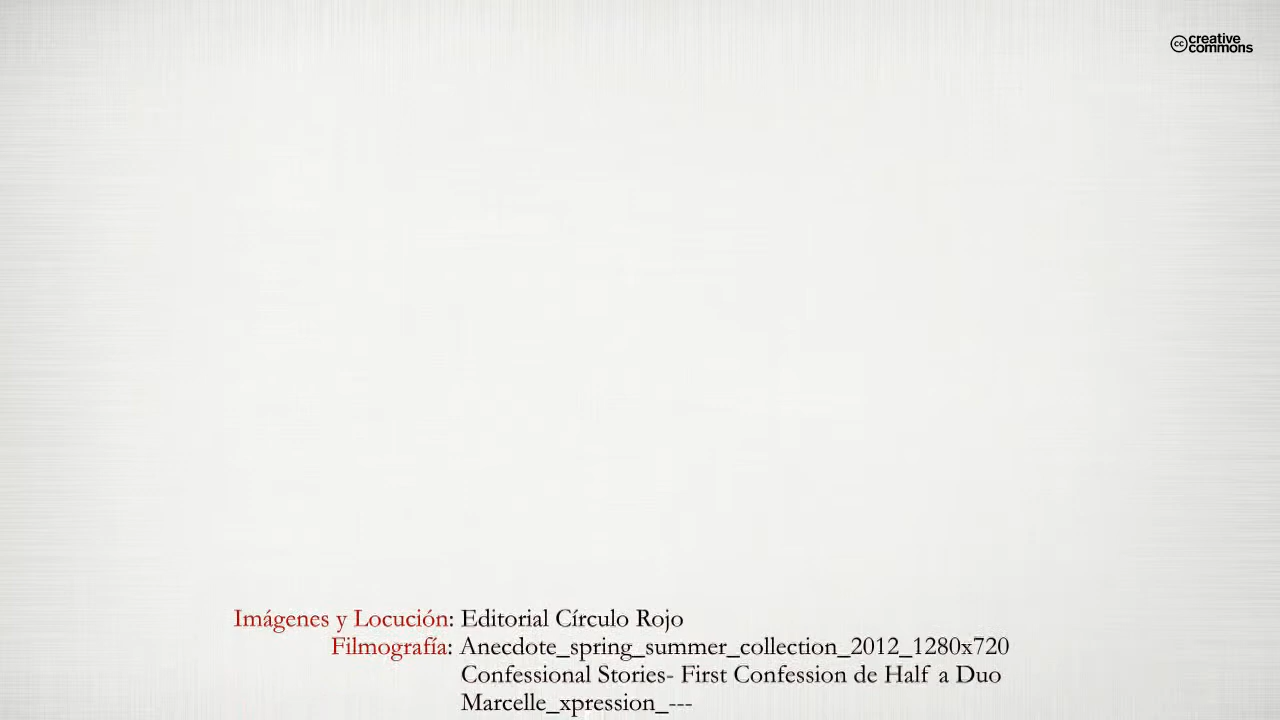 creative
commons
Imágenes y Locución: Editorial Círculo Rojo
Filmografía: Anecdote_spring_summer_collection_2012_1280x720
Confessional Stories- First Confession de Half a Duo
Marcelle_xpression_---